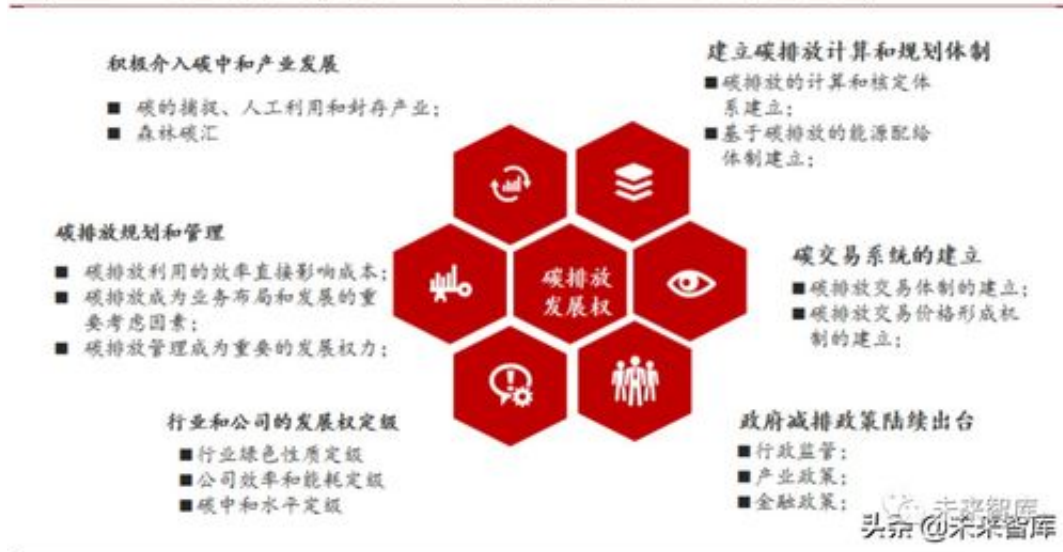 积极介入碳中和产业发展
■ 碳的捕捉、人工利用和封存产业;
■ 森林碳汇
建立碳排放计算和规划体制
■碳排放的计算和核定体
系建立;
■基于碳排放的能源配给
体制建立;
碳排放规划和管理
■ 碳排放利用的效率直接影响成本;
■ 碳排放成为业务布局和发展的重
要考虑因素;
■ 碳排放管理成为重要的发展权力;
碳排放
发展权
碳交易系统的建立
■碳排放交易体制的建立;
■碳排放交易价格形成机
制的建立;
行业和公司的发展权定级
■行业绿色性质定级
■公司效率和能耗定级
■碳中和水平定级
政府减排政策陆续出台
■行政监管;
■产业政策;
■金融政策;
未来智库
头条 @未来智库